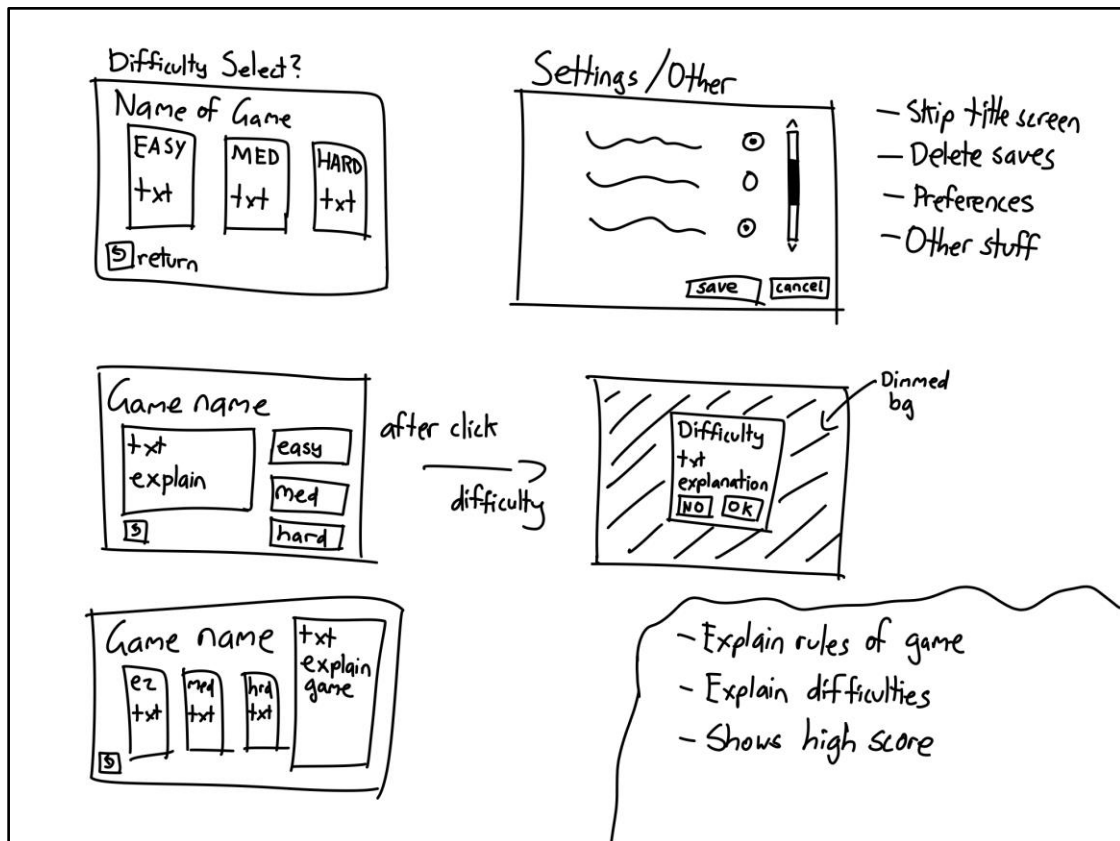 Difficulty Select?
Name of Game
EASY
txt
MED
txt
HARD
txt
return
Settings/Other
save
cancel
- Skip title screen
- Delete saves
- Preferences
- Other stuff
Game name
txt
explain
easy
med
hard
after click
difficulty
Difficulty
txt
explanation
NO
OK
Dimmed
bg
Game name
ez
txt
med
txt
hrd
txt
txt
explain
game
- Explain rules of game
- Explain difficulties
- Shows high score